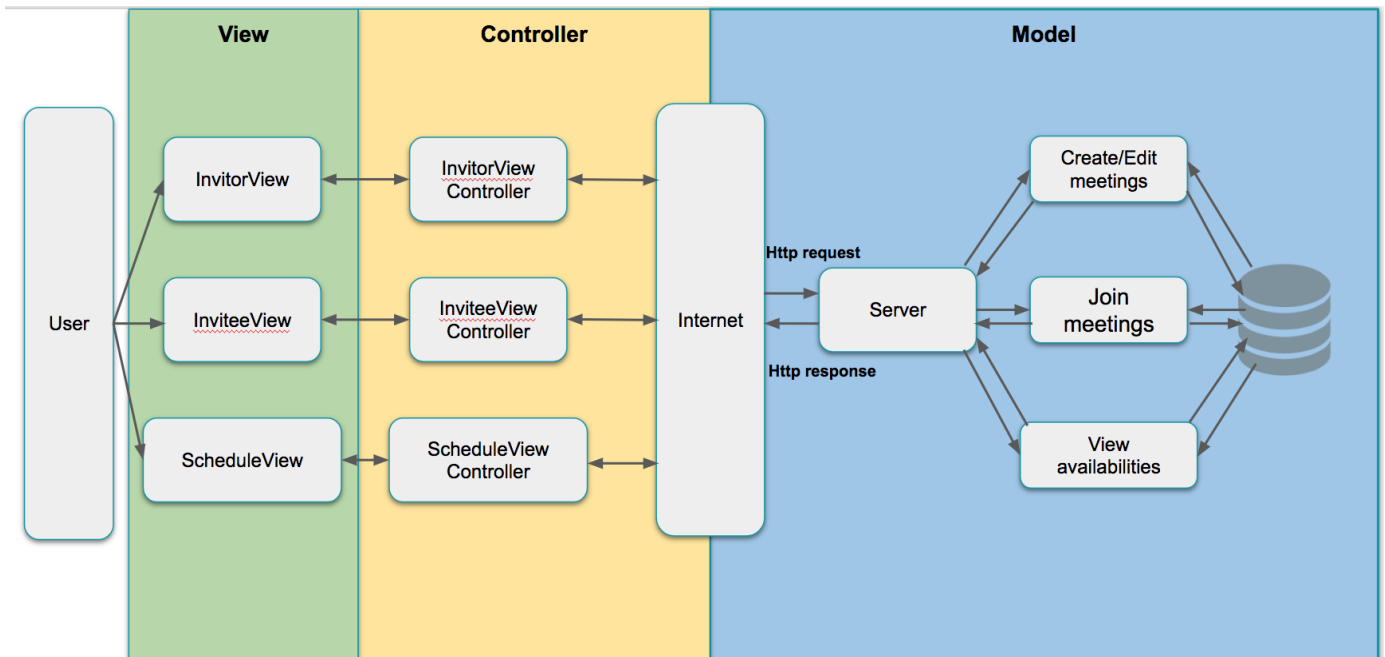 View
Controller
Model
User
InvitorView
InvitorView
Controller
InviteeView
InviteeView
Controller
ScheduleView
ScheduleView
Controller
Internet
Http request
Http response
Server
Create/Edit
meetings
Join
meetings
View
availabilities